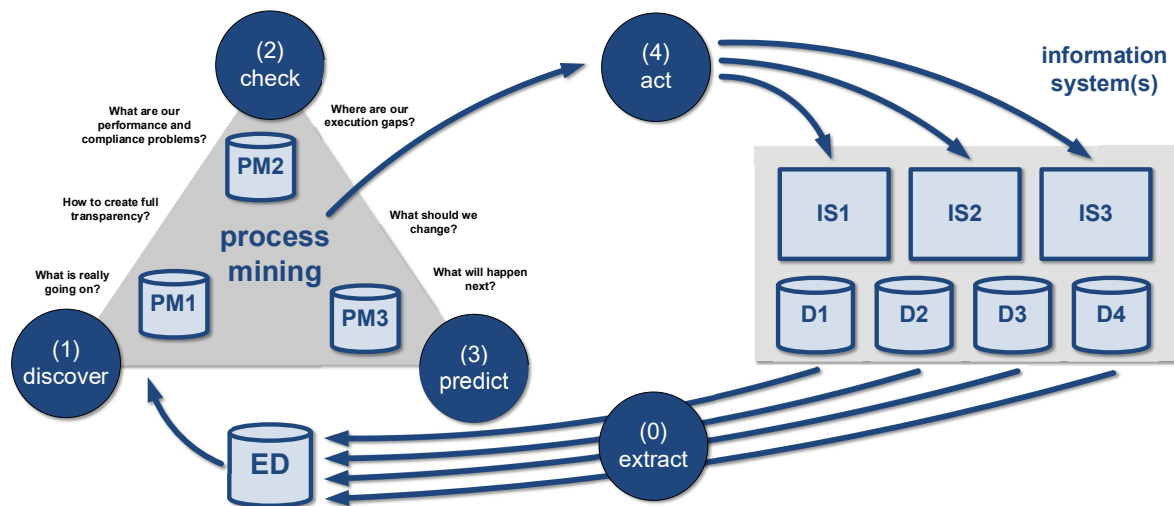 (2)
check
What are our
performance and
compliance problems?
Where are our
execution gaps?
PM2
How to create full
transparency?
What should we
change?
process
mining
What is really
going on?
What will happen
next?
PM1
PM3
(1)
discover
(3)
predict
(4)
act
information
system(s)
IS1
IS2
IS3
D1
D2
D3
D4
(0)
extract
ED